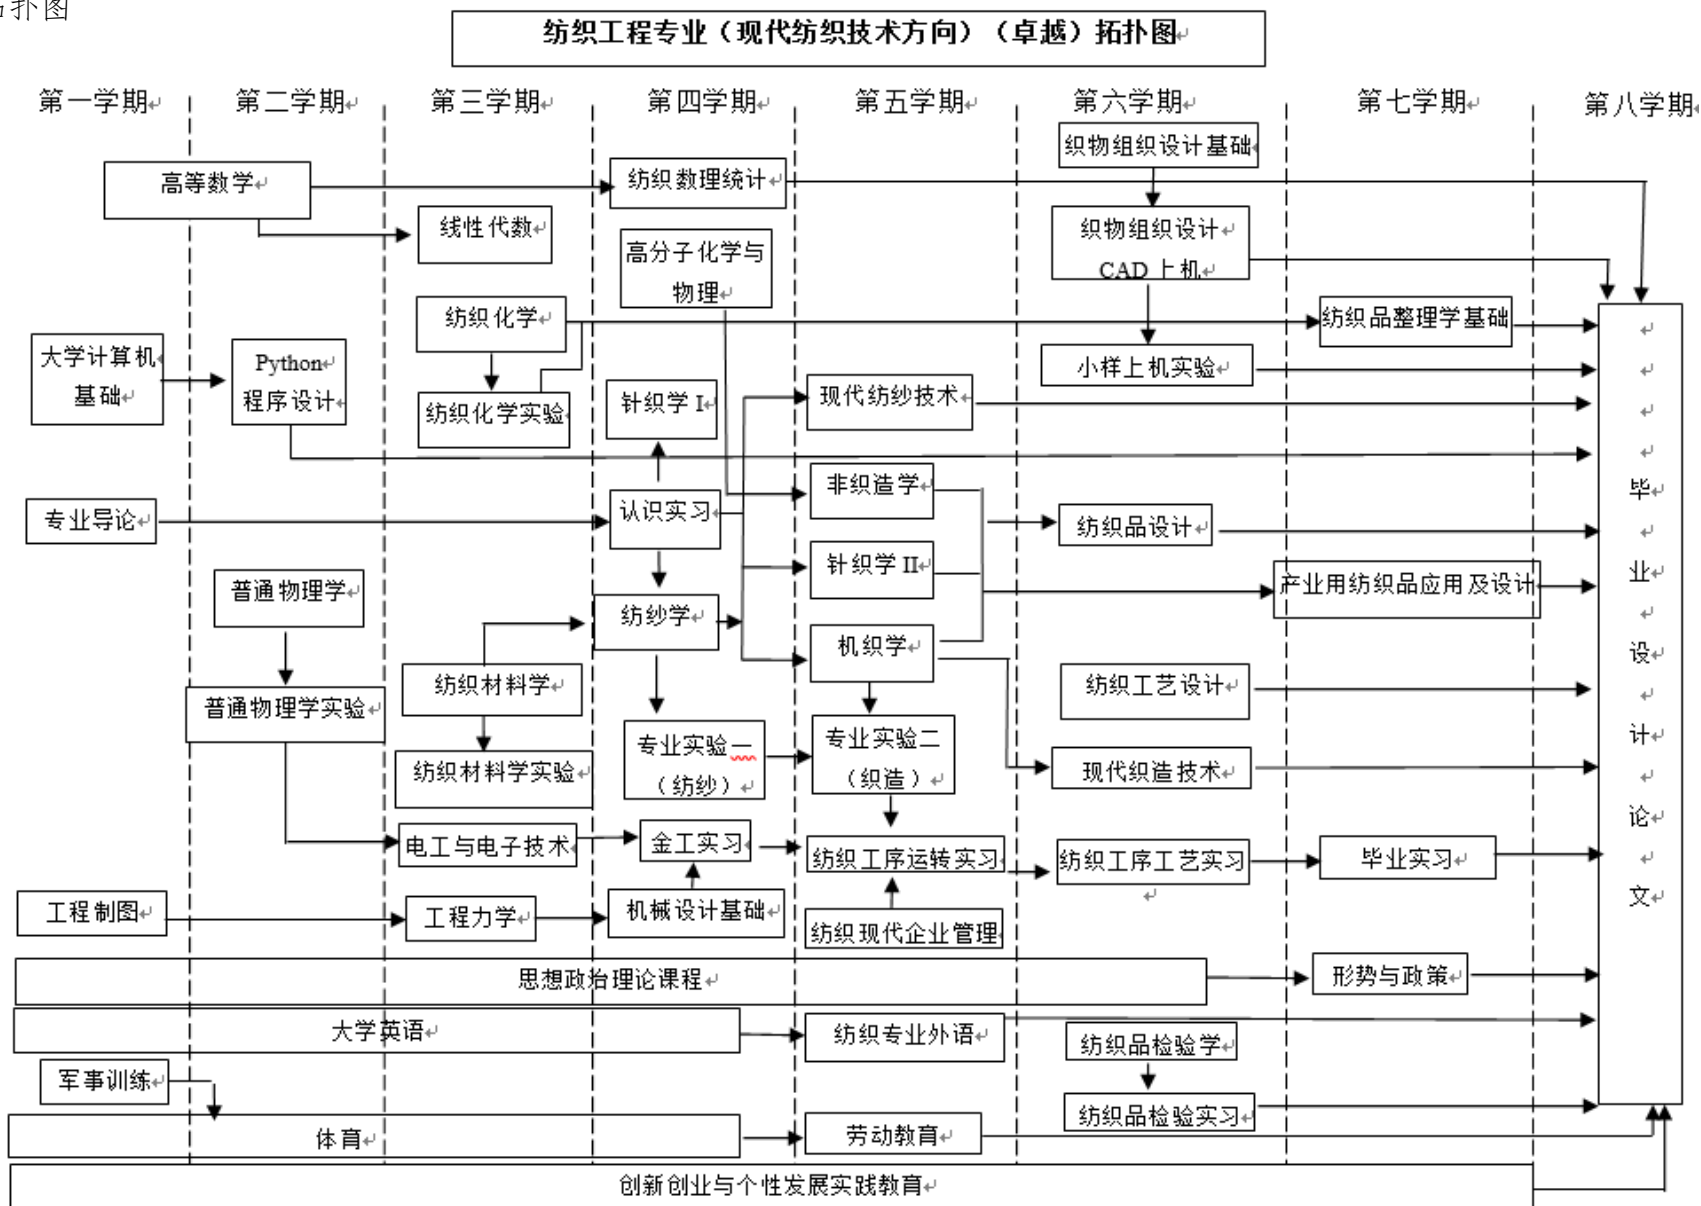 拓扑图
纺织工程专业（现代纺织技术方向）（卓越）拓扑图
第一学期
第二学期
第三学期
第四学期
第五学期
第六学期
第七学期
第八学期
织物组织设计基础
高等数学
纺织数理统计
线性代数
织物组织设计
CAD 上机
高分子化学与
物理
纺织化学
纺织品整理学基础
大学计算机
基础
Python
程序设计
小样上机实验
纺织化学实验
针织学 I
现代纺纱技术
非织造学
专业导论
认识实习
纺织品设计
针织学 II
产业用纺织品应用及设计
普通物理学
纺纱学
机织学
纺织材料学
纺织工艺设计
普通物理学实验
专业实验一
（纺纱）
专业实验二
（织造）
纺织材料学实验
现代织造技术
电工与电子技术
金工实习
纺织工序运转实习
纺织工序工艺实习
毕业实习
工程制图
工程力学
机械设计基础
纺织现代企业管理
思想政治理论课程
形势与政策
大学英语
纺织专业外语
纺织品检验学
军事训练
纺织品检验实习
体育
劳动教育
创新创业与个性发展实践教育
毕
业
设
计
论
文